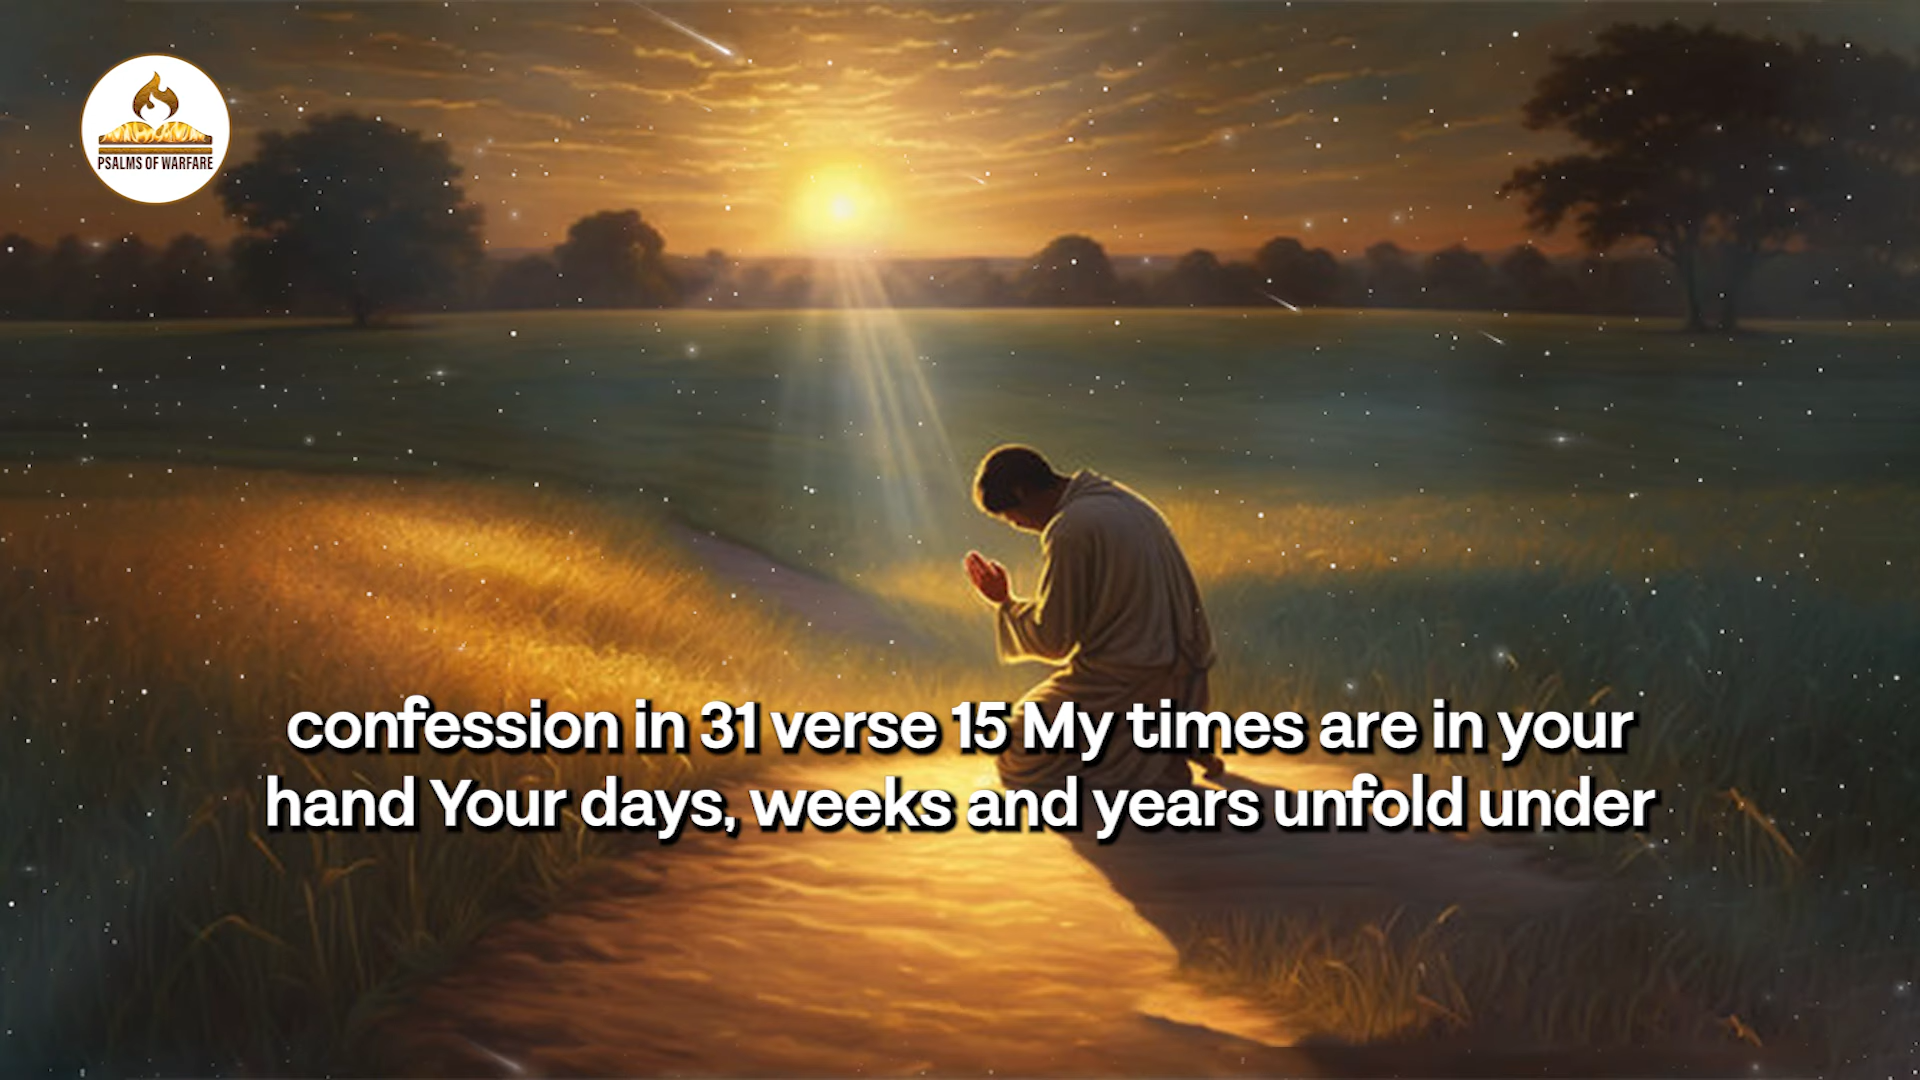 PSALMS OF WARFARE
confession in 31 verse 15 My times are in your
hand Your days, weeks and years unfold under